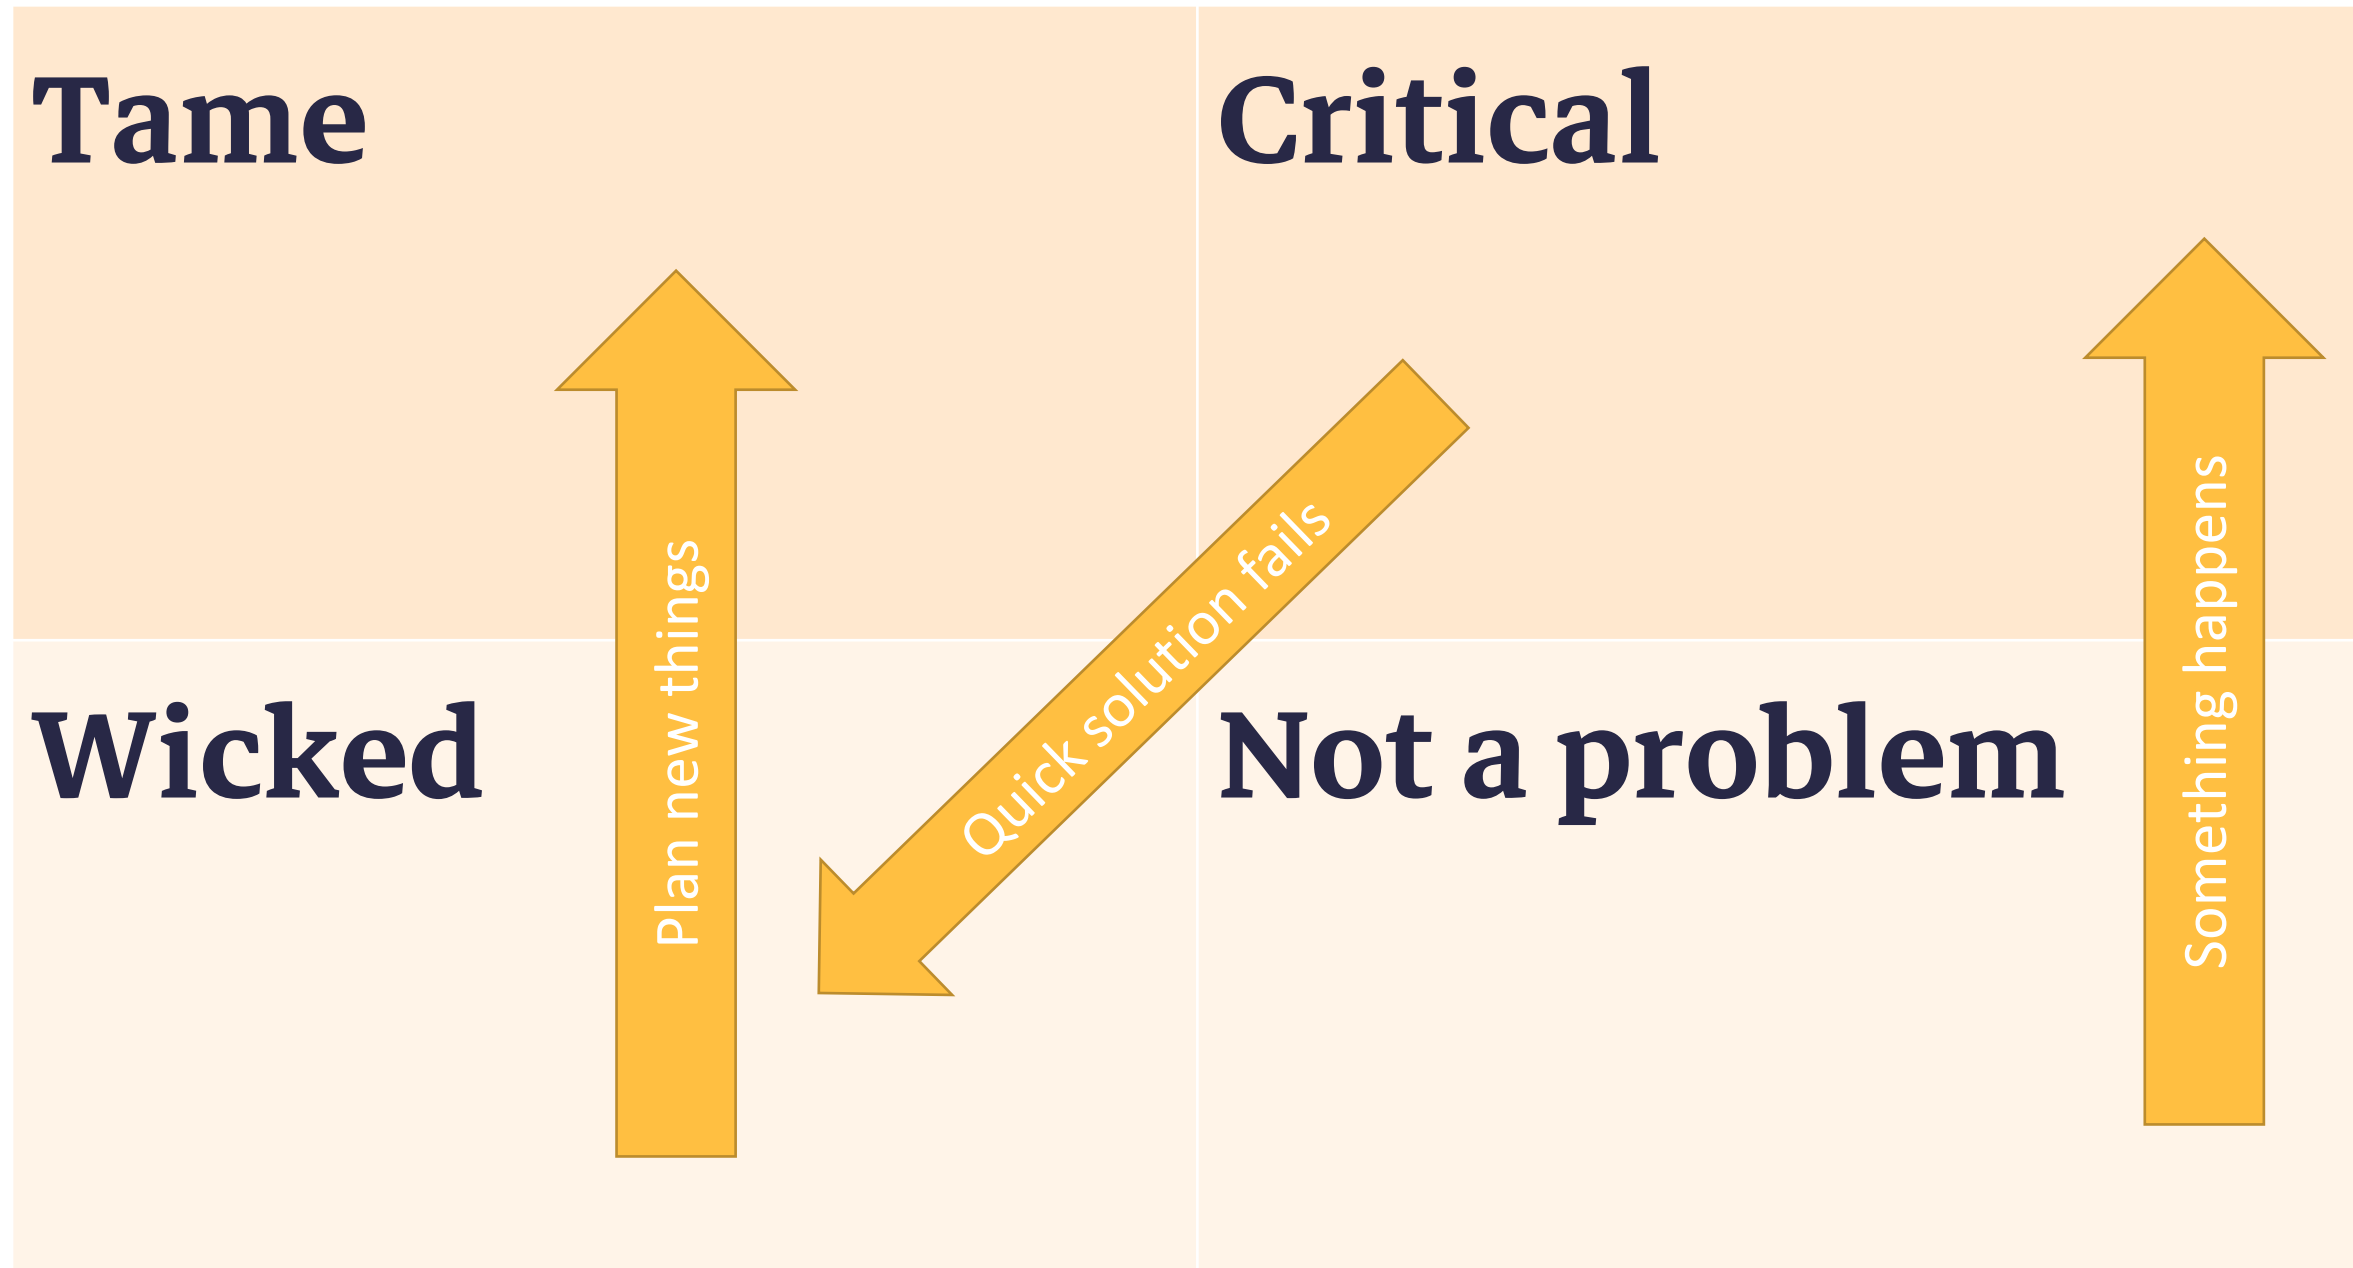 Tame
Critical
Plan new things
Quick solution fails
Something happens
Wicked
Not a problem